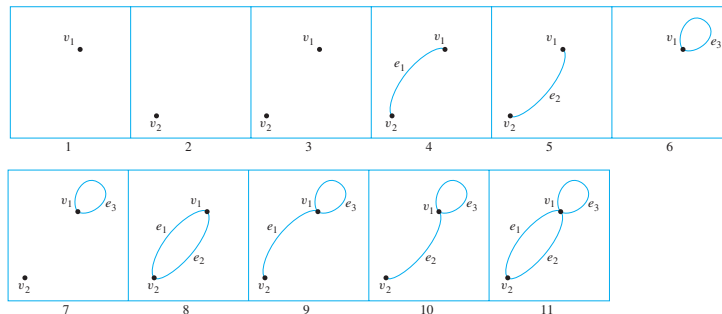 v₁
v₂
v₁
v₂
v₁
e₁
v₂
v₁
e₂
v₂
v₁
e₃
1 2 3 4 5 6
v₁
e₃
v₂
v₁
e₁
e₂
v₂
v₁
e₃
e₁
v₂
v₁
e₃
e₂
v₂
v₁
e₃
e₁
e₂
v₂
7 8 9 10 11